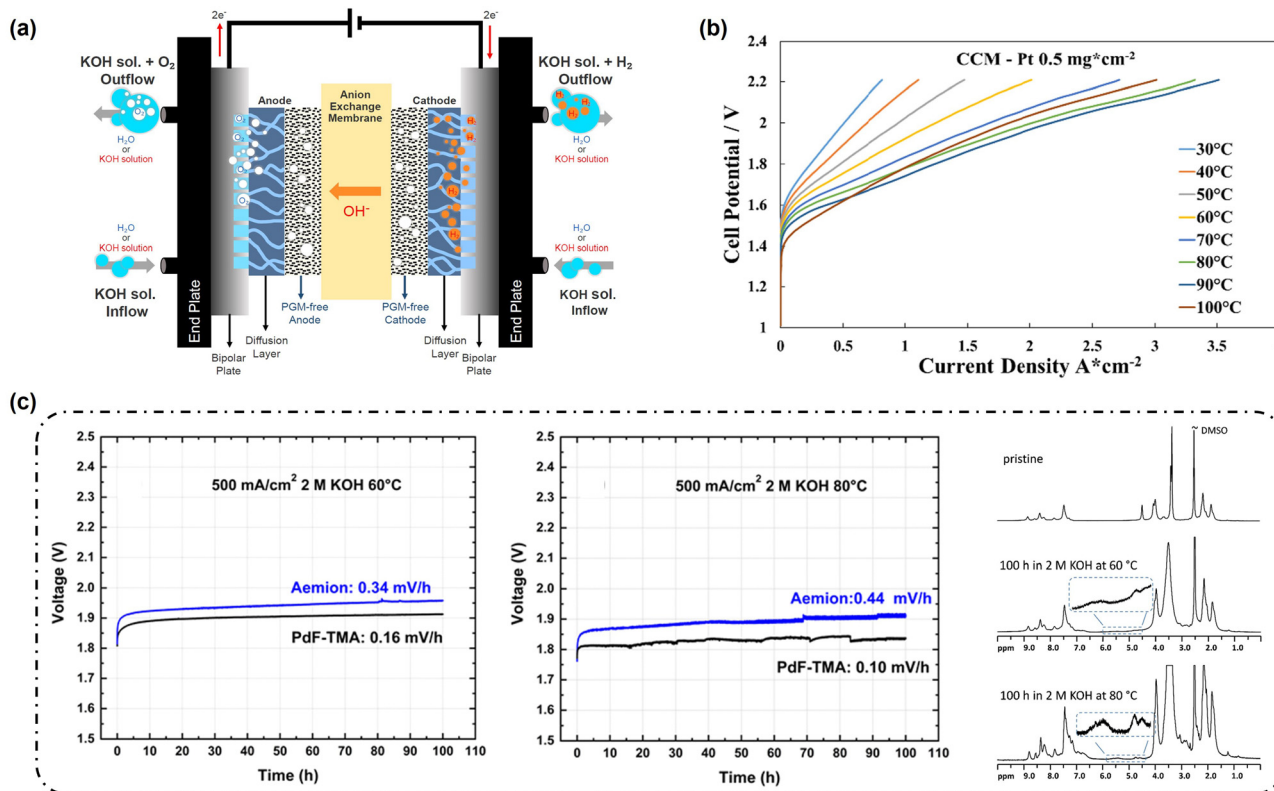 (a)
2e⁻
2e⁻
KOH sol. + O₂
Outflow
O₂
H₂O
or
KOH solution
H₂O
or
KOH solution
KOH sol.
Inflow
End Plate
Bipolar
Plate
Diffusion
Layer
Anode
O₂
O₂
O₂
O₂
PGM-free
Anode
Anion
Exchange
Membrane
OH⁻
Cathode
H₂
H₂
H₂
H₂
H₂
PGM-free
Cathode
Diffusion
Layer
Bipolar
Plate
End Plate
KOH sol. + H₂
Outflow
H₂
H₂
H₂
H₂O
or
KOH solution
H₂O
or
KOH solution
KOH sol.
Inflow
(b)
CCM - Pt 0.5 mg*cm⁻²
Cell Potential / V
2.4
2.2
2
1.8
1.6
1.4
1.2
1
0 0.5 1 1.5 2 2.5 3 3.5
Current Density A*cm⁻²
30°C
40°C
50°C
60°C
70°C
80°C
90°C
100°C
(c)
Voltage (V)
2.5
2.4
2.3
2.2
2.1
2.0
1.9
1.8
1.7
1.6
1.5
500 mA/cm² 2 M KOH 60°C
Aemion: 0.34 mV/h
PdF-TMA: 0.16 mV/h
0 10 20 30 40 50 60 70 80 90 100 110
Time (h)
Voltage (V)
2.5
2.4
2.3
2.2
2.1
2.0
1.9
1.8
1.7
1.6
1.5
500 mA/cm² 2 M KOH 80°C
Aemion:0.44 mV/h
PdF-TMA: 0.10 mV/h
0 10 20 30 40 50 60 70 80 90 100 110
Time (h)
~ DMSO
pristine
100 h in 2 M KOH at 60 °C
ppm 9.0 8.0 7.0 6.0 5.0 4.0 3.0 2.0 1.0
100 h in 2 M KOH at 80 °C
ppm 9.0 8.0 7.0 6.0 5.0 4.0 3.0 2.0 1.0